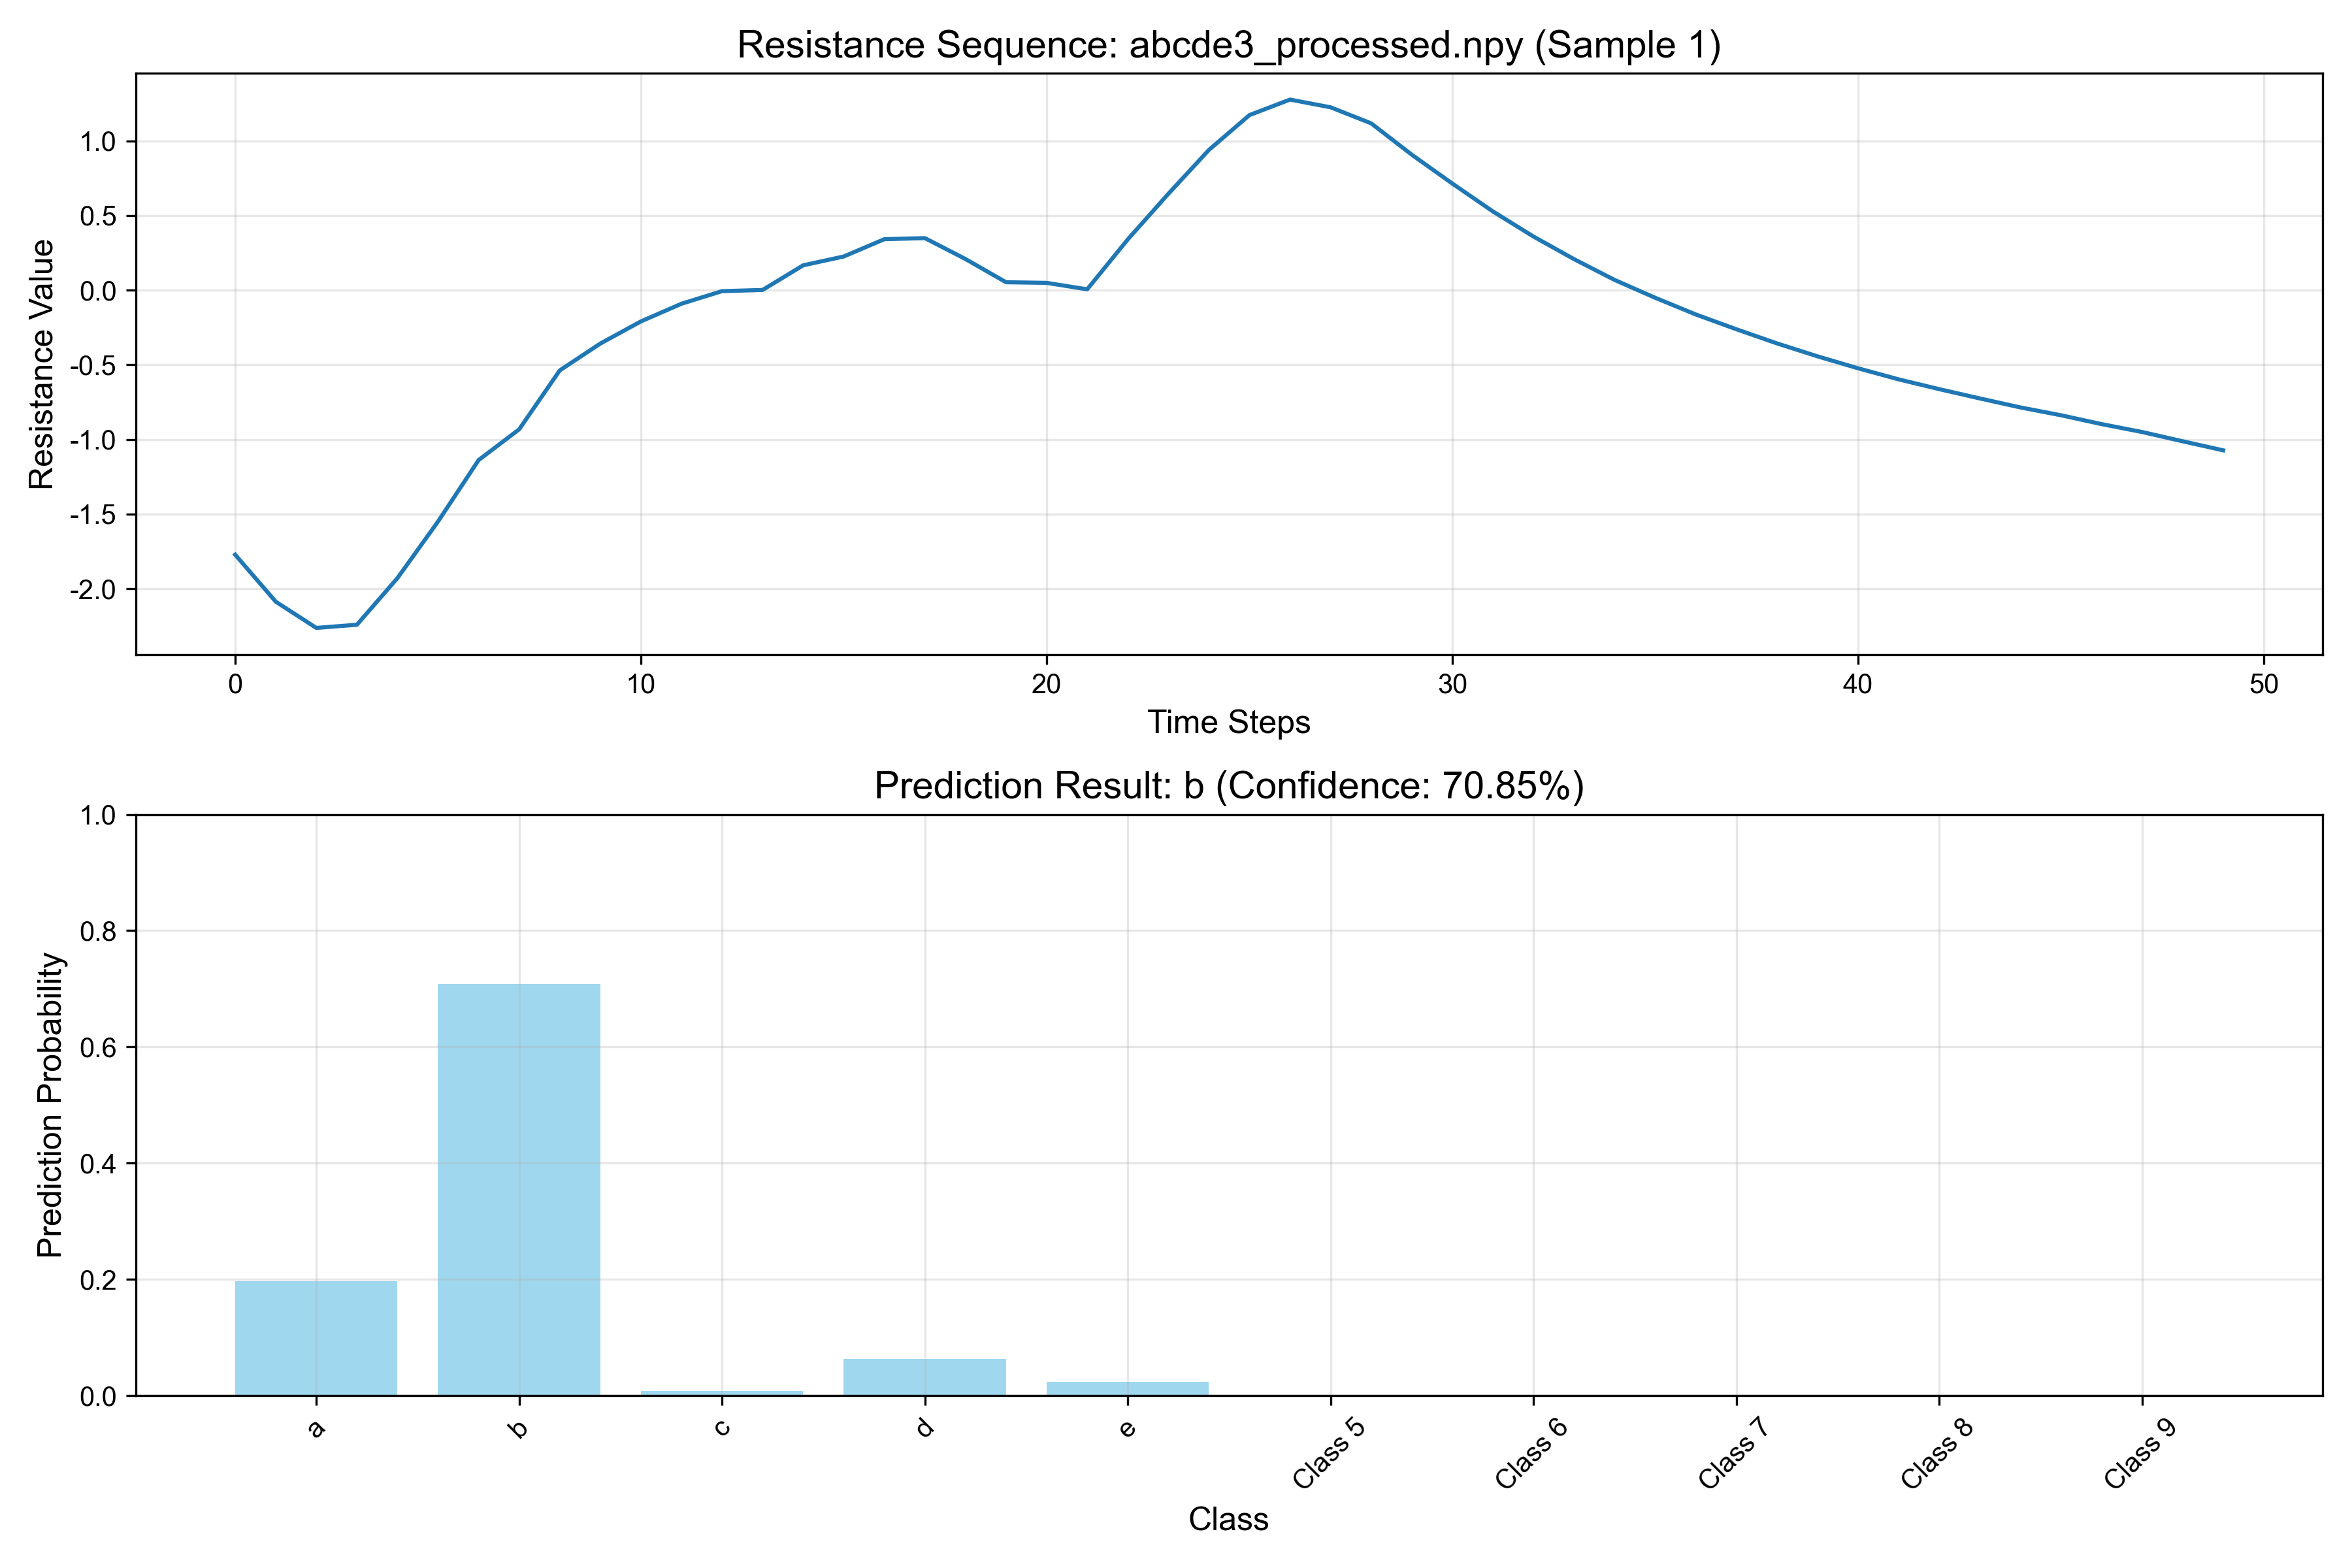 Resistance Sequence: abcde3_processed.npy (Sample 1)
Resistance Value
1.0
0.5
0.0
-0.5
-1.0
-1.5
-2.0
0 10 20 30 40 50
Time Steps
Prediction Result: b (Confidence: 70.85%)
Prediction Probability
1.0
0.8
0.6
0.4
0.2
0.0
a b c d e Class 5 Class 6 Class 7 Class 8 Class 9
Class